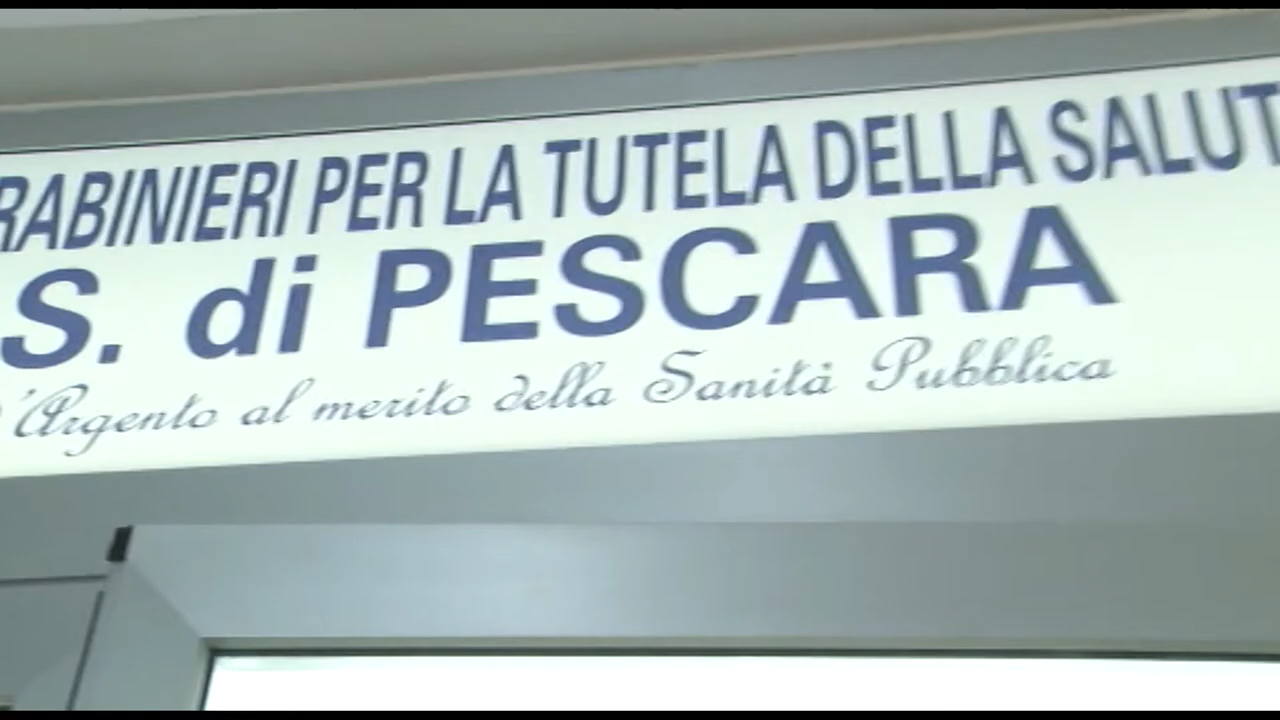 RABINIERI PER LA TUTELA DELLA SALUT
S. di PESCARA
'Argento al merito della Sanità Pubblica